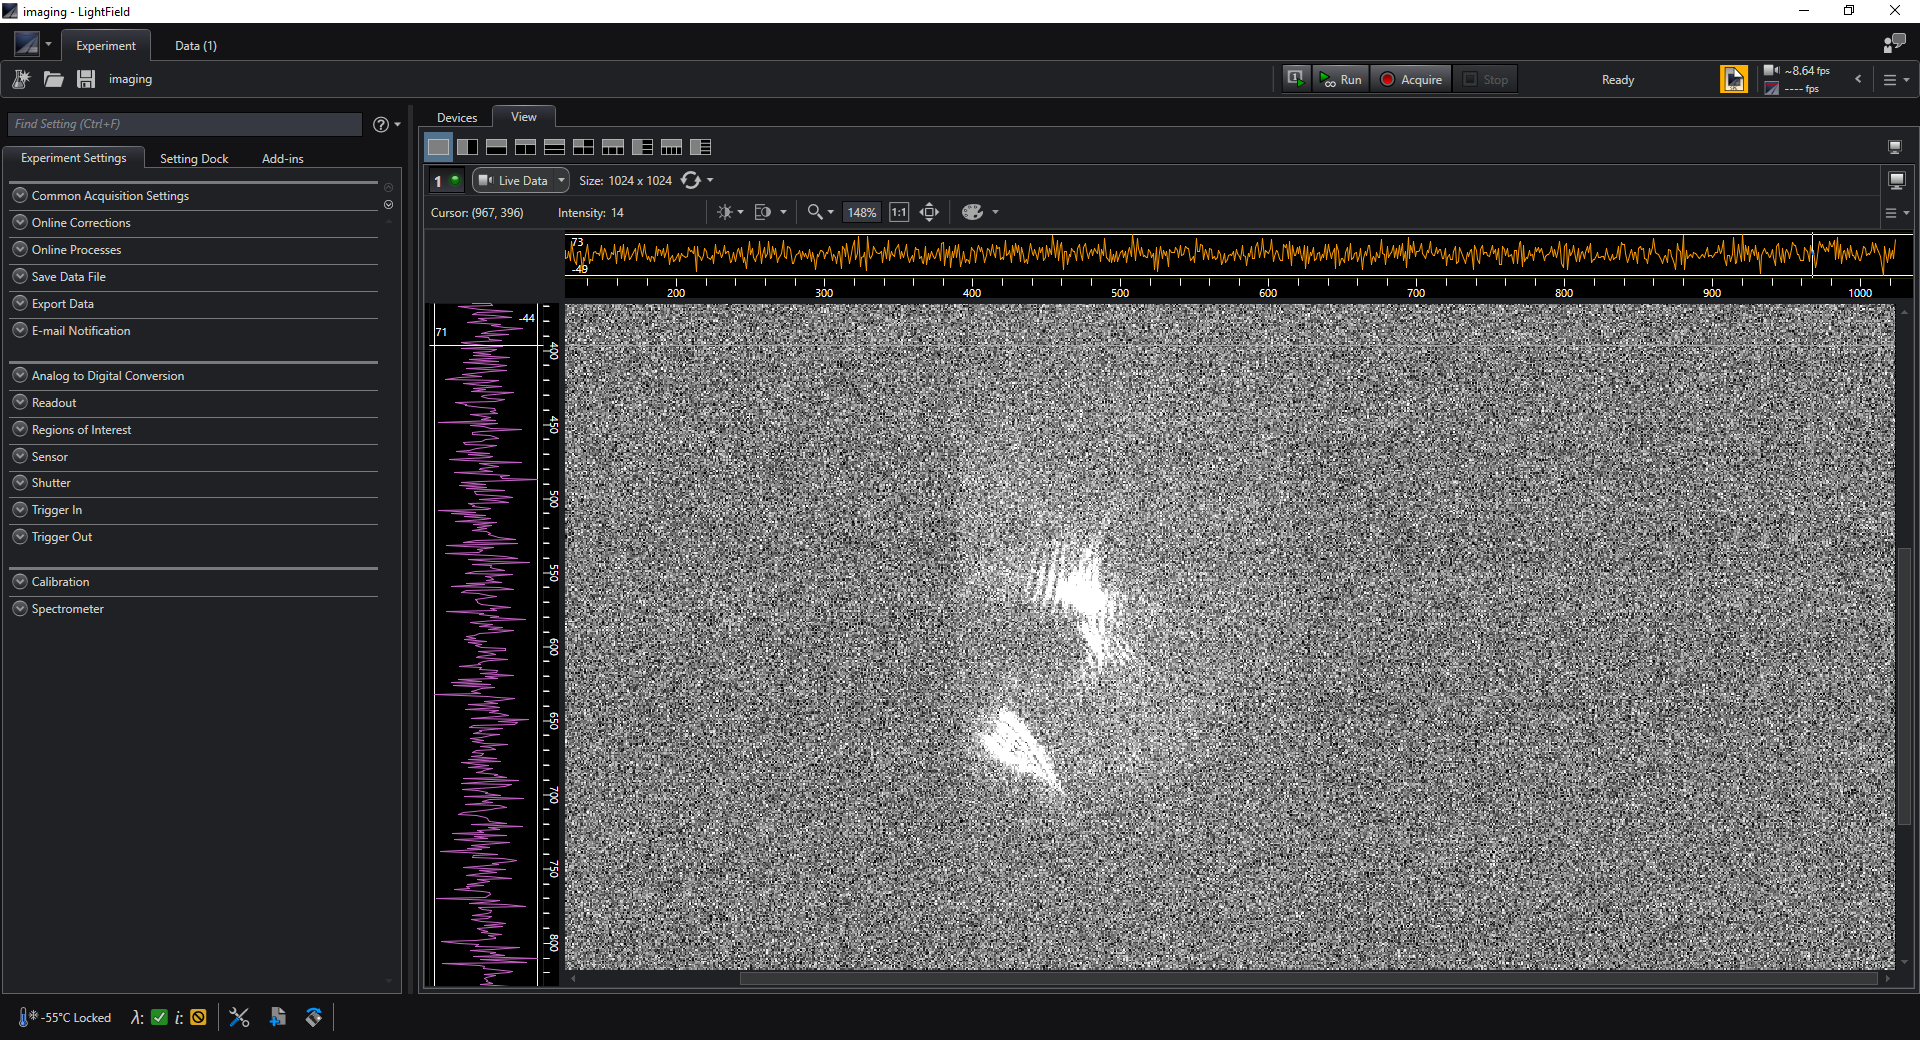 imaging - LightField
Experiment
Data (1)
imaging
1
Run
Acquire
Stop
Ready
~8.64 fps
---- fps
Find Setting (Ctrl+F)
Devices
View
Experiment Settings
Setting Dock
Add-ins
1
Live Data
Size: 1024 x 1024
Cursor: (967, 396)
Intensity: 14
148%
1:1
Common Acquisition Settings
Online Corrections
Online Processes
Save Data File
Export Data
E-mail Notification
Analog to Digital Conversion
Readout
Regions of Interest
Sensor
Shutter
Trigger In
Trigger Out
Calibration
Spectrometer
73
-49
200 300 400 500 600 700 800 900 1000
-44
71
400
450
500
550
600
650
700
750
800
-55°C Locked
λ:
i: